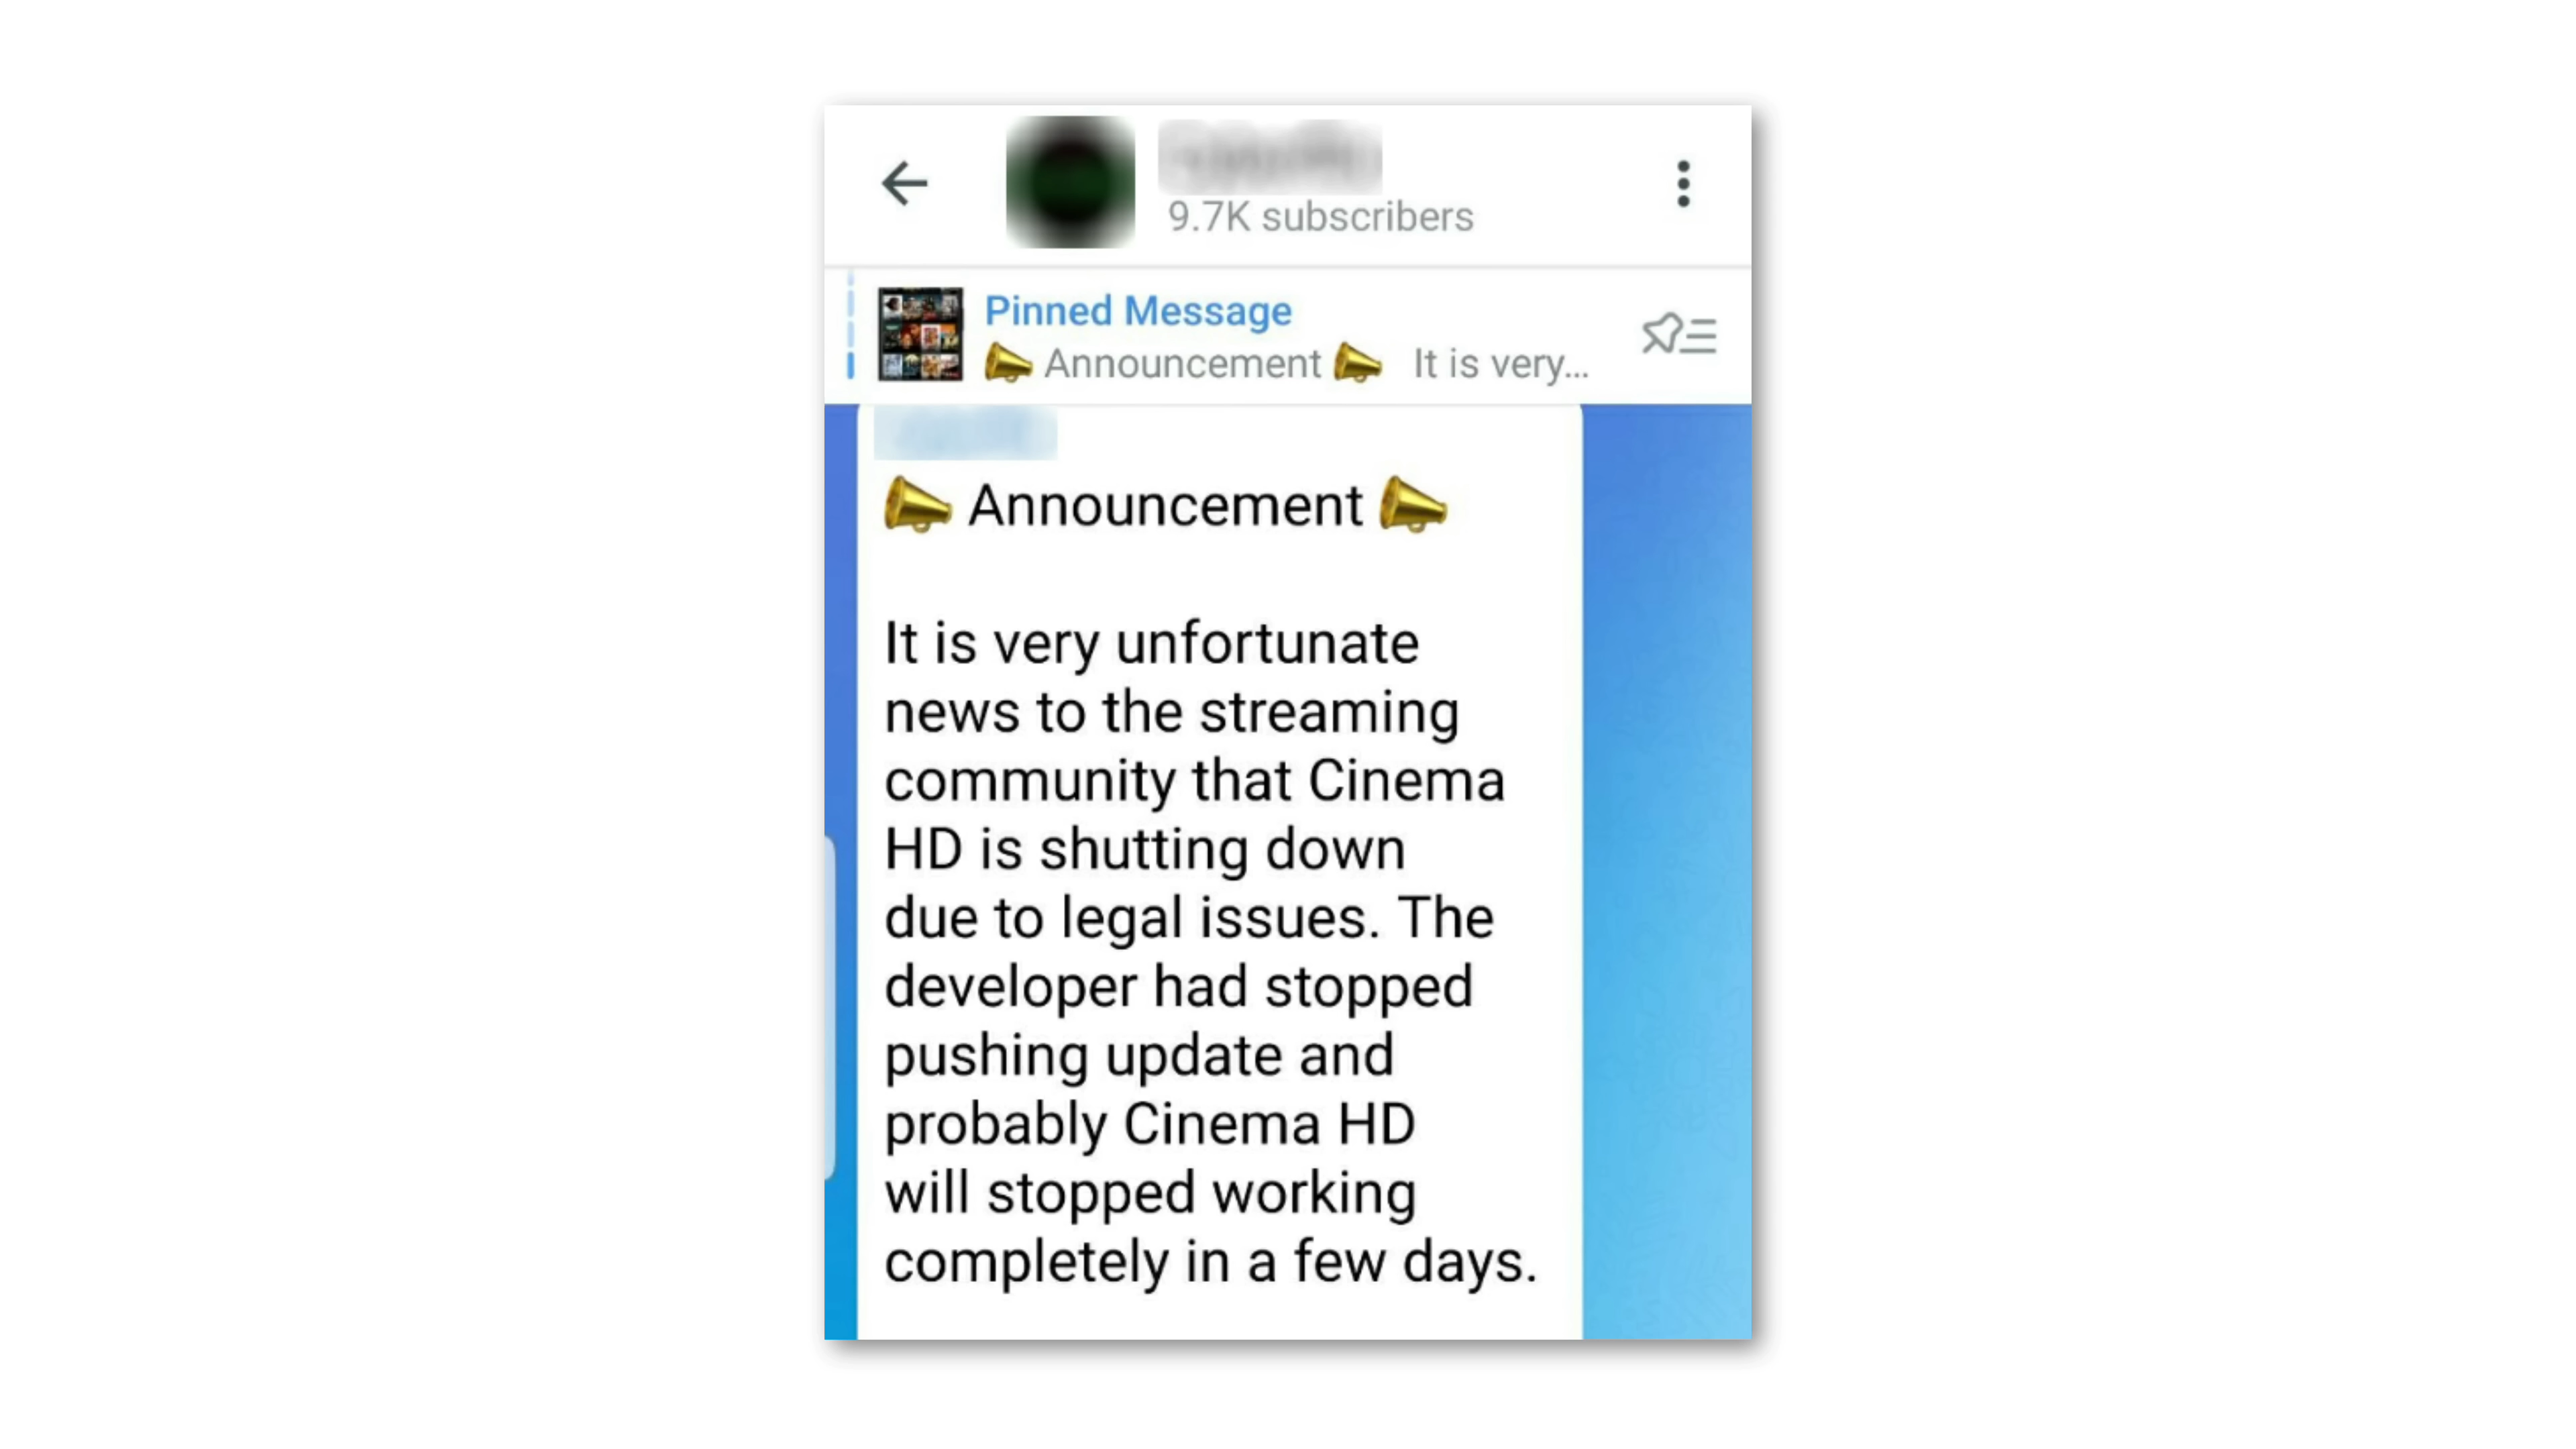 9.7K subscribers
Pinned Message
📣 Announcement 📣 It is very...
📣 Announcement 📣
It is very unfortunate
news to the streaming
community that Cinema
HD is shutting down
due to legal issues. The
developer had stopped
pushing update and
probably Cinema HD
will stopped working
completely in a few days.